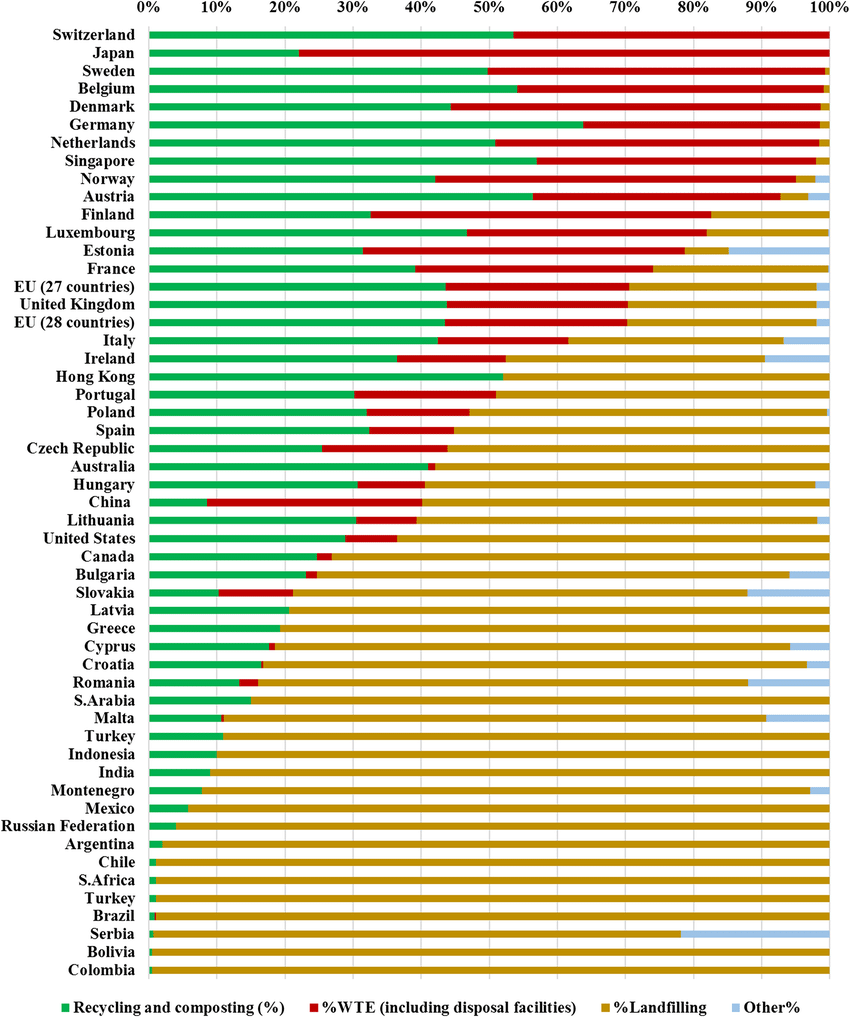 0% 10% 20% 30% 40% 50% 60% 70% 80% 90% 100%
Switzerland
Japan
Sweden
Belgium
Denmark
Germany
Netherlands
Singapore
Norway
Austria
Finland
Luxembourg
Estonia
France
EU (27 countries)
United Kingdom
EU (28 countries)
Italy
Ireland
Hong Kong
Portugal
Poland
Spain
Czech Republic
Australia
Hungary
China
Lithuania
United States
Canada
Bulgaria
Slovakia
Latvia
Greece
Cyprus
Croatia
Romania
S.Arabia
Malta
Turkey
Indonesia
India
Montenegro
Mexico
Russian Federation
Argentina
Chile
S.Africa
Turkey
Brazil
Serbia
Bolivia
Colombia
Recycling and composting (%) %WTE (including disposal facilities) %Landfilling Other%